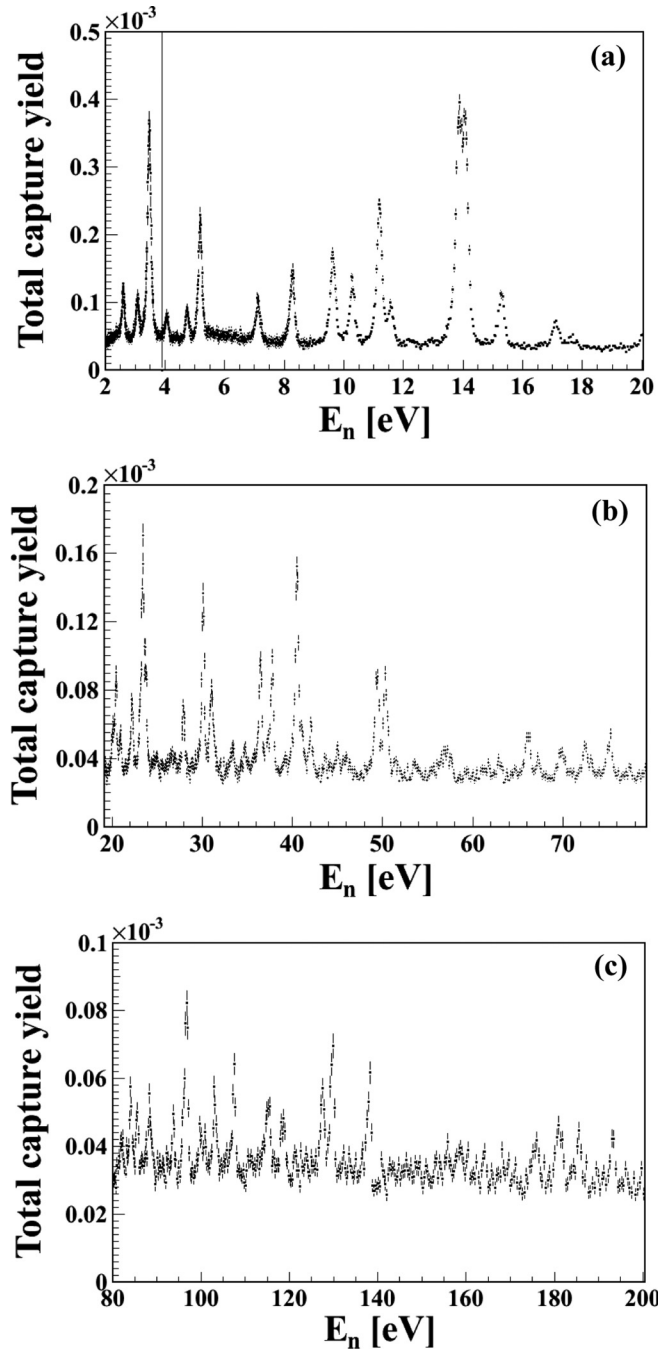 ×10⁻³
(a)
Total capture yield
0.5
0.4
0.3
0.2
0.1
0
2 4 6 8 10 12 14 16 18 20
Eₙ [eV]
×10⁻³
(b)
Total capture yield
0.2
0.16
0.12
0.08
0.04
0
20 30 40 50 60 70
Eₙ [eV]
×10⁻³
(c)
Total capture yield
0.1
0.08
0.06
0.04
0.02
0
80 100 120 140 160 180 200
Eₙ [eV]